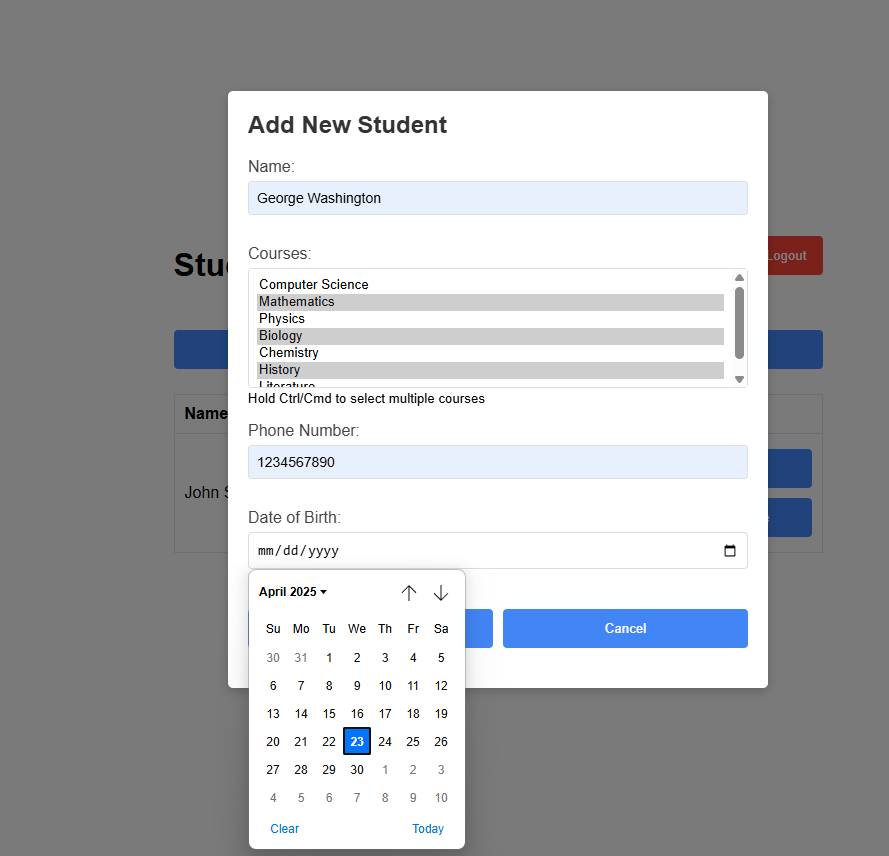 Add New Student
Name:
George Washington
Stu
Logout
Courses:
Computer Science
Mathematics
Physics
Biology
Chemistry
History
Literature
Hold Ctrl/Cmd to select multiple courses
Name
Phone Number:
1234567890
John S
Date of Birth:
mm/dd/yyyy
April 2025
Cancel
Su Mo Tu We Th Fr Sa
30 31 1 2 3 4 5
6 7 8 9 10 11 12
13 14 15 16 17 18 19
20 21 22 23 24 25 26
27 28 29 30 1 2 3
4 5 6 7 8 9 10
Clear Today